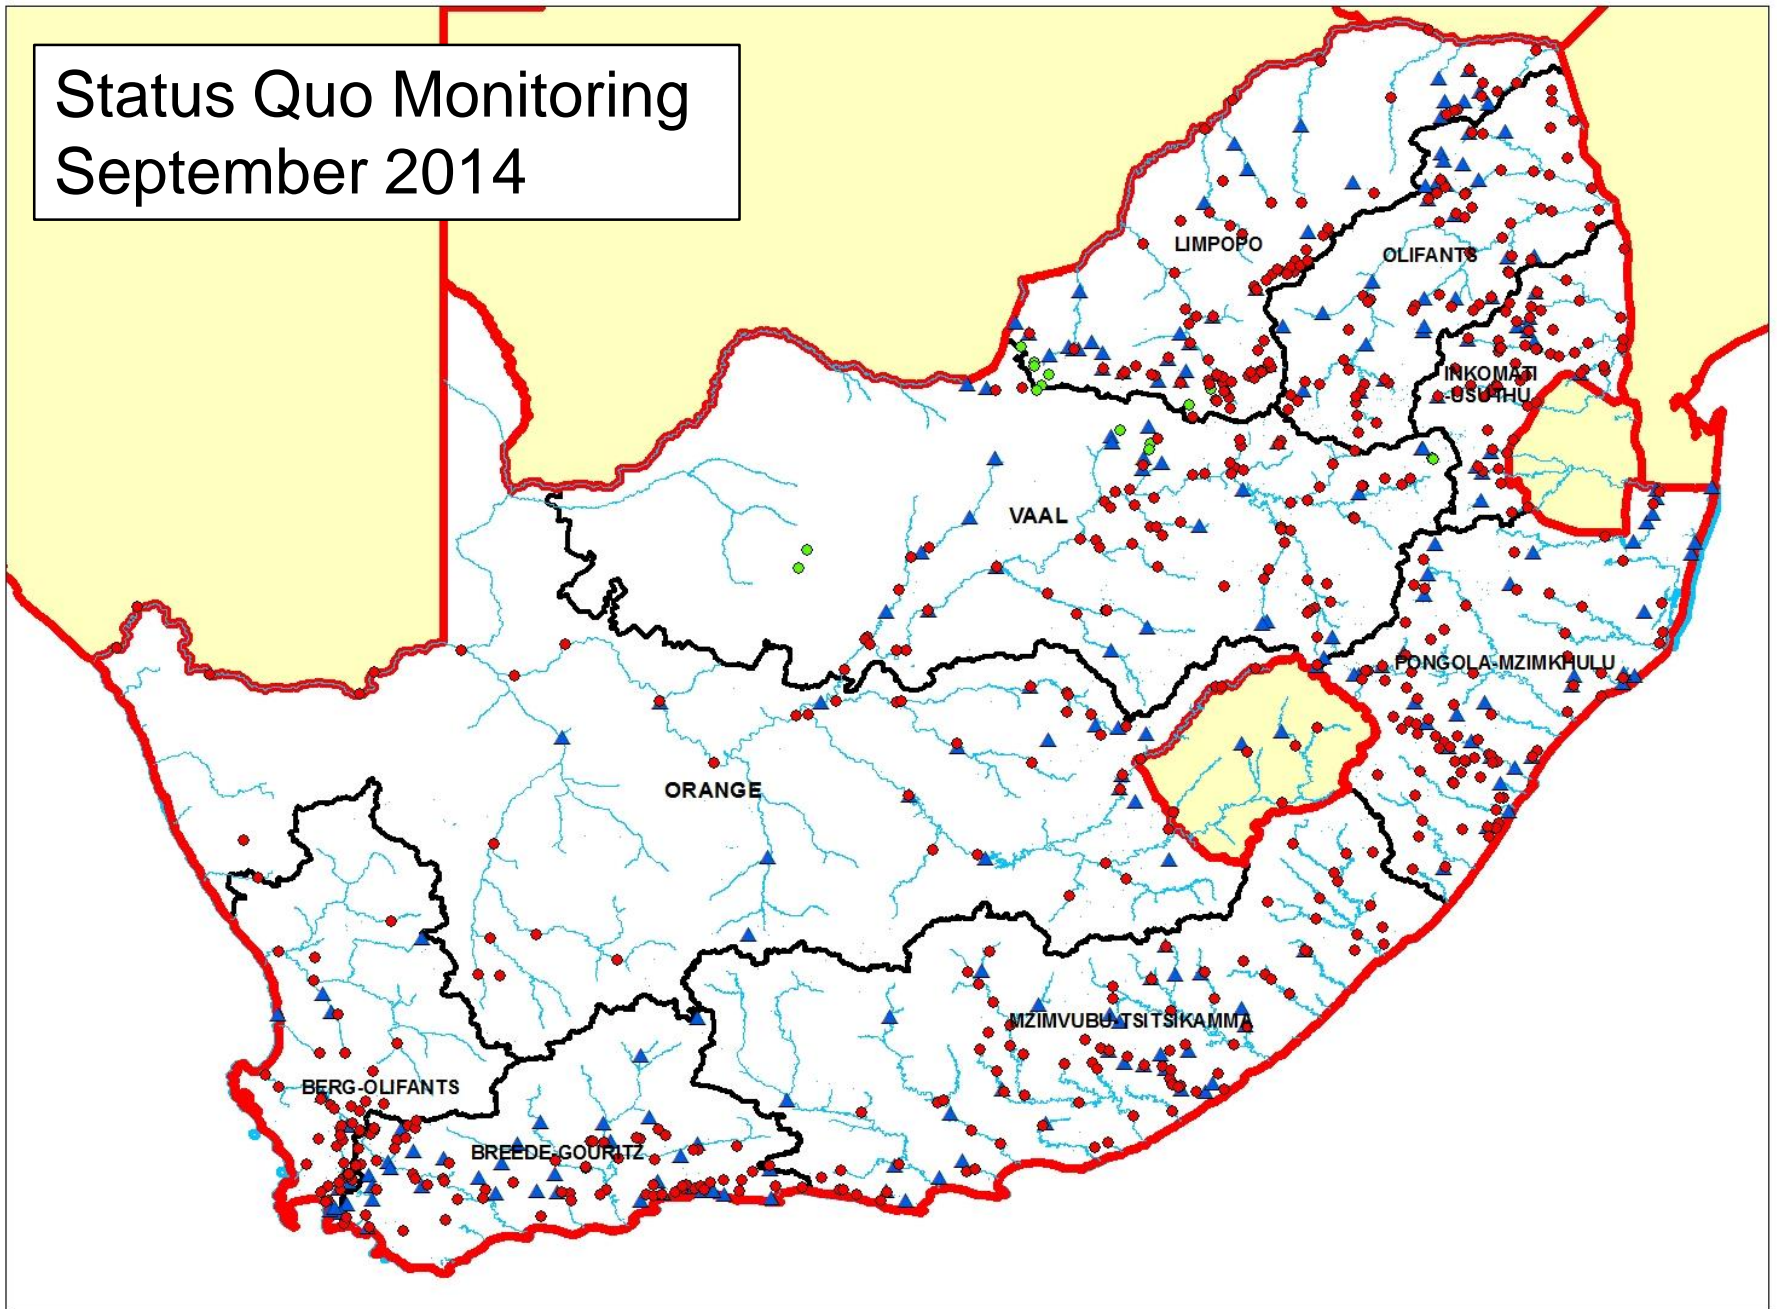 Status Quo Monitoring
September 2014
LIMPOPO
OLIFANTS
INKOMATI
-USUTHU
VAAL
PONGOLA-MZIMKHULU
ORANGE
MZIMVUBU-TSITSIKAMMA
BERG-OLIFANTS
BREEDE-GOURITZ